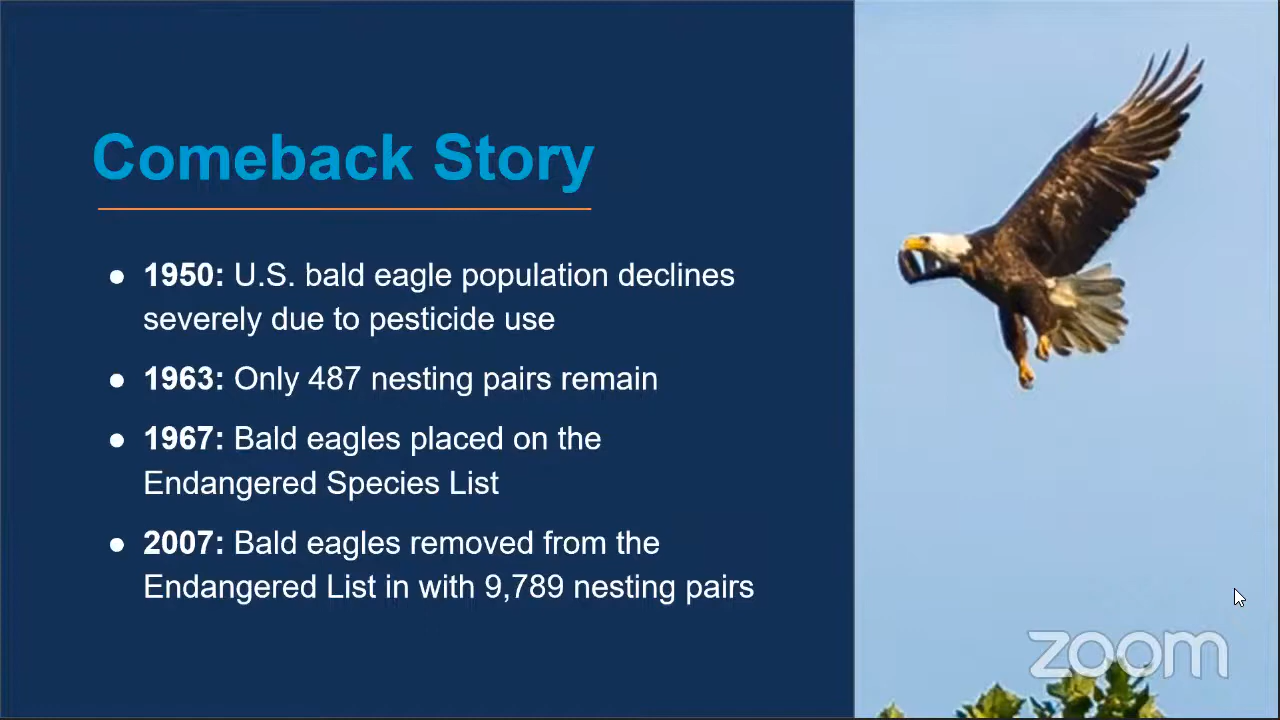 Comeback Story
● 1950: U.S. bald eagle population declines
severely due to pesticide use
● 1963: Only 487 nesting pairs remain
● 1967: Bald eagles placed on the
Endangered Species List
● 2007: Bald eagles removed from the
Endangered List in with 9,789 nesting pairs
zoom